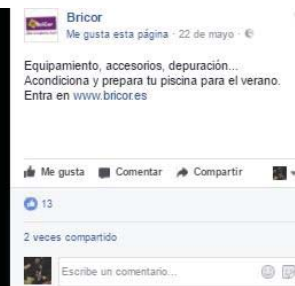 Bricor
Me gusta esta página · 22 de mayo ·
Equipamiento, accesorios, depuración...
Acondiciona y prepara tu piscina para el verano.
Entra en www.bricor.es
Me gusta Comentar Compartir
13
2 veces compartido
Escribe un comentario...